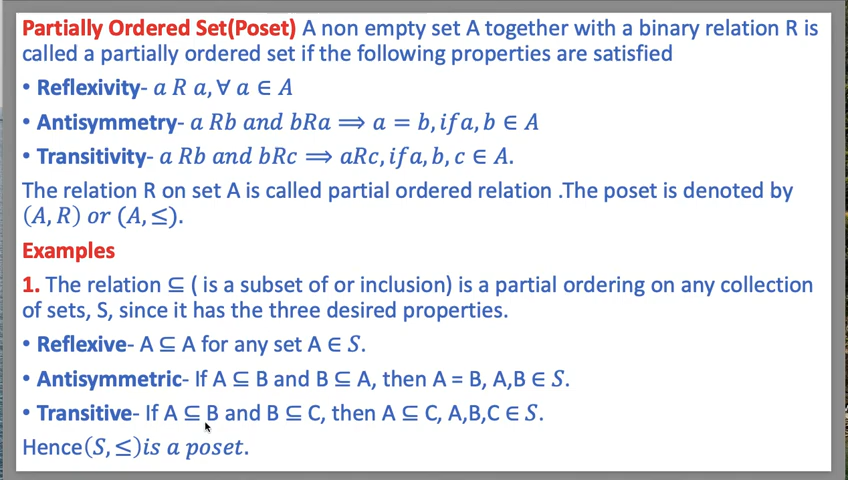 Partially Ordered Set(Poset) A non empty set A together with a binary relation R is
called a partially ordered set if the following properties are satisfied
• Reflexivity- a R a, ∀ a ∈ A
• Antisymmetry- a Rb and bRa ⟹ a = b, if a, b ∈ A
• Transitivity- a Rb and bRc ⟹ aRc, if a, b, c ∈ A.
The relation R on set A is called partial ordered relation .The poset is denoted by
(A, R) or (A, ≤).
Examples
1. The relation ⊆ ( is a subset of or inclusion) is a partial ordering on any collection
of sets, S, since it has the three desired properties.
• Reflexive- A ⊆ A for any set A ∈ S.
• Antisymmetric- If A ⊆ B and B ⊆ A, then A = B, A,B ∈ S.
• Transitive- If A ⊆ B and B ⊆ C, then A ⊆ C, A,B,C ∈ S.
Hence (S, ≤) is a poset.